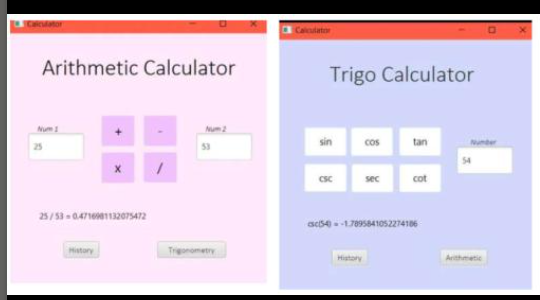 Calculator
Arithmetic Calculator
Num 1
Num 2
+
-
25
53
x
/
25 / 53 = 0.4716981132075472
History
Trigonometry
Calculator
Trigo Calculator
sin
cos
tan
Number
54
csc
sec
cot
csc(54) = -1.7895841052274186
History
Arithmetic